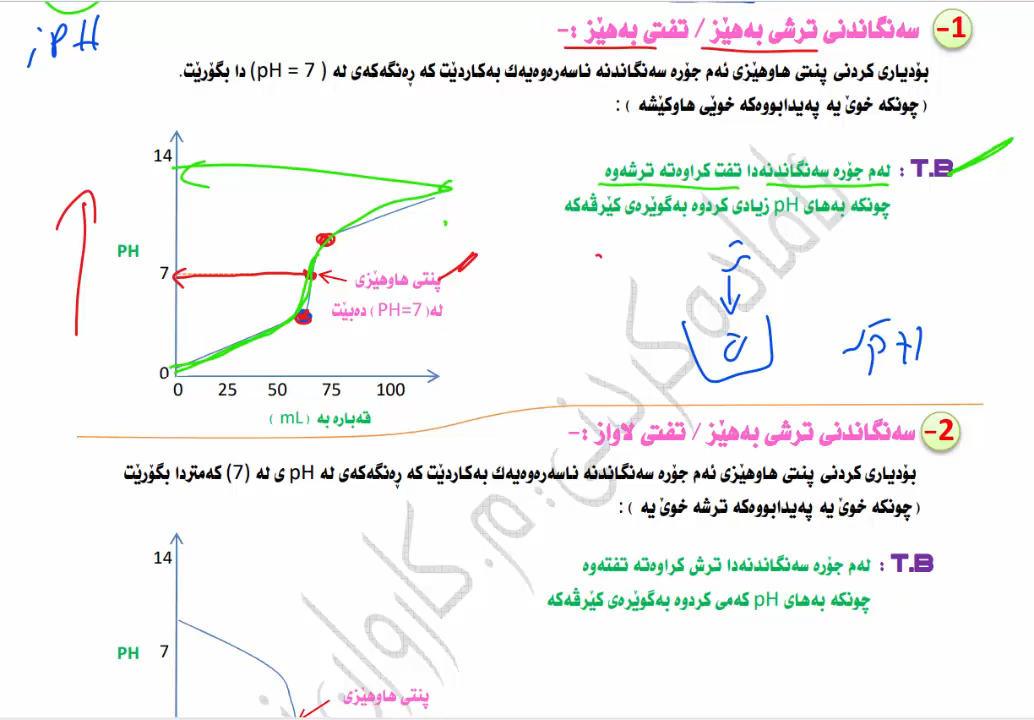 ;PH
1- سەنگاندنی ترشی بەهێز / تفتی بەهێز :-
بۆدیاری کردنی پنتی هاوهێزی ئەم جۆرە سەنگاندنە ناسەرەوەیەك بەکاردێت کە ڕەنگەکەی لە ( pH = 7) دا بگۆڕێت.
( چونکە خوێ یە پەیدابووەکە خوێی هاوکێشە ) :
T.B : لەم جۆرە سەنگاندنەدا تفت کراوەتە ترشەوە
چونکە بەهای pH زیادی کردوە بەگوێرەی کێرڤەکە
14
PH
7
0
پنتی هاوهێزی
لە( PH=7 ) دەبێت
0 25 50 75 100
قەبارە بە ( mL )
2- سەنگاندنی ترشی بەهێز / تفتی لاواز :-
بۆدیاری کردنی پنتی هاوهێزی ئەم جۆرە سەنگاندنە ناسەرەوەیەك بەکاردێت کە ڕەنگەکەی لە pH ی لە (7) کەمتردا بگۆڕێت
( چونکە خوێ یە پەیدابووەکە ترشە خوێ یە ) :
T.B : لەم جۆرە سەنگاندنەدا ترش کراوەتە تفتەوە
چونکە بەهای pH کەمی کردوە بەگوێرەی کێرڤەکە
14
PH
7
پنتی هاوهێزی